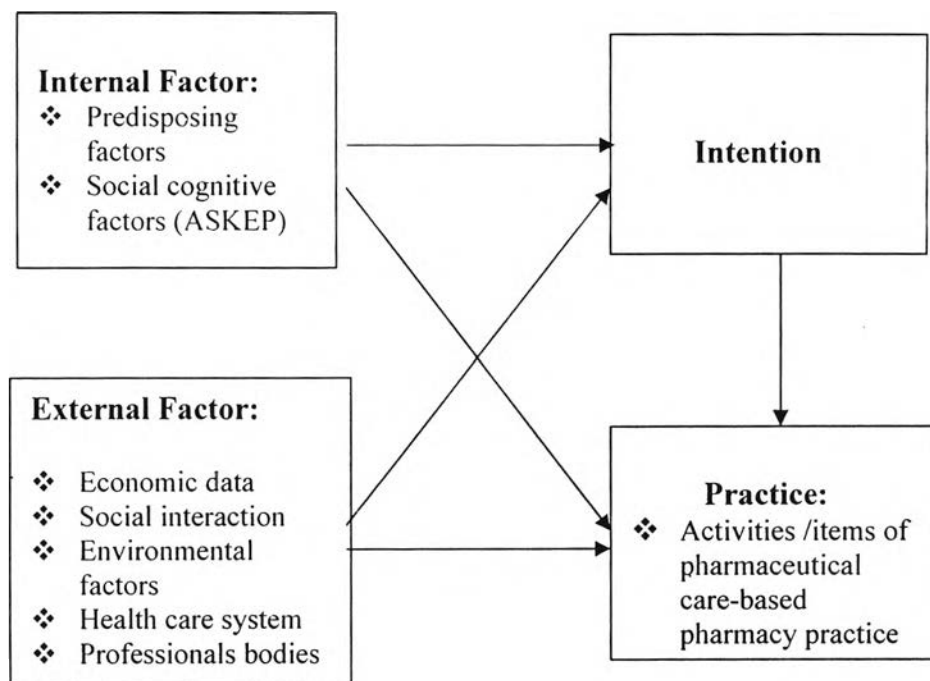 Internal Factor:
❖ Predisposing
factors
❖ Social cognitive
factors (ASKEP)
Intention
External Factor:
❖ Economic data
❖ Social interaction
❖ Environmental
factors
❖ Health care system
❖ Professionals bodies
Practice:
❖ Activities /items of
pharmaceutical
care-based
pharmacy practice